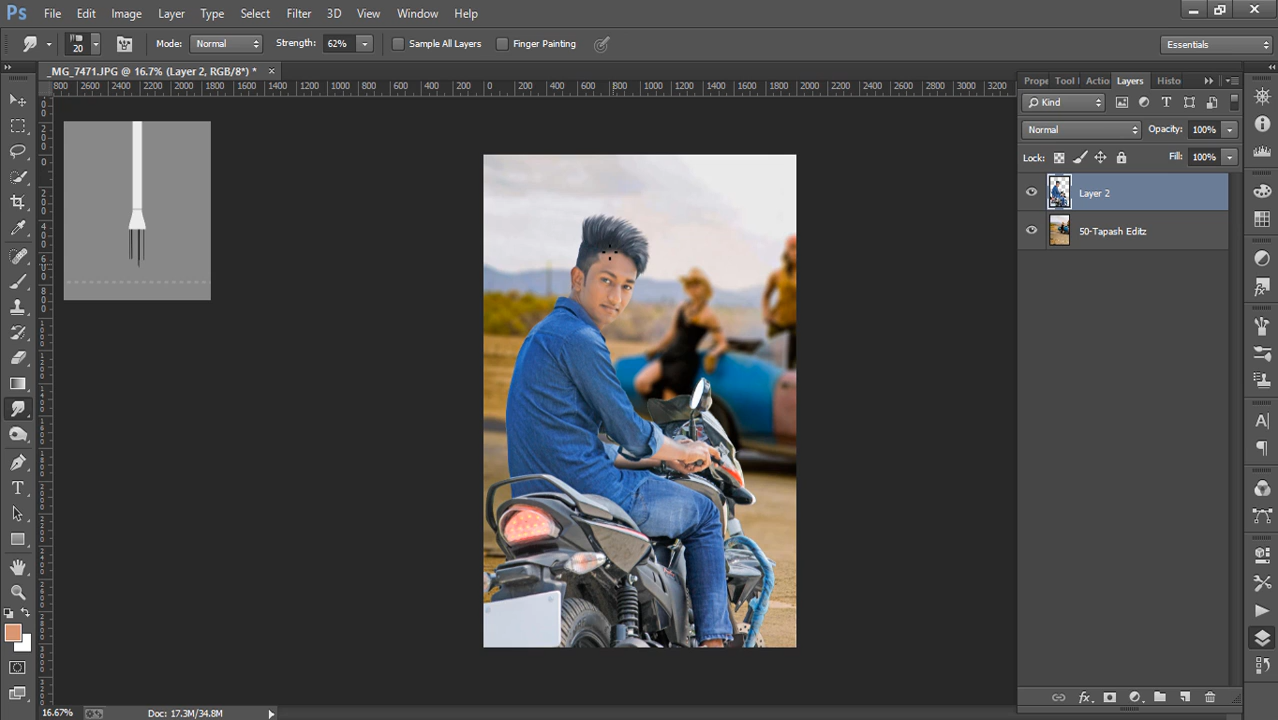 Ps File Edit Image Layer Type Select Filter 3D View Window Help
20 Mode: Normal Strength: 62% Sample All Layers Finger Painting Essentials
_MG_7471.JPG @ 16.7% (Layer 2, RGB/8*) * ×
800 2600 2400 2200 2000 1800 1600 1400 1200 1000 800 600 400 200 0 200 400 600 800 1000 1200 1400 1600 1800 2000 2200 2400 2600 2800 3000 3200
Prope Tool Actio Layers Histo
Kind
Normal Opacity: 100%
Lock: Fill: 100%
Layer 2
50-Tapash Editz
16.67% Doc: 17.3M/34.8M